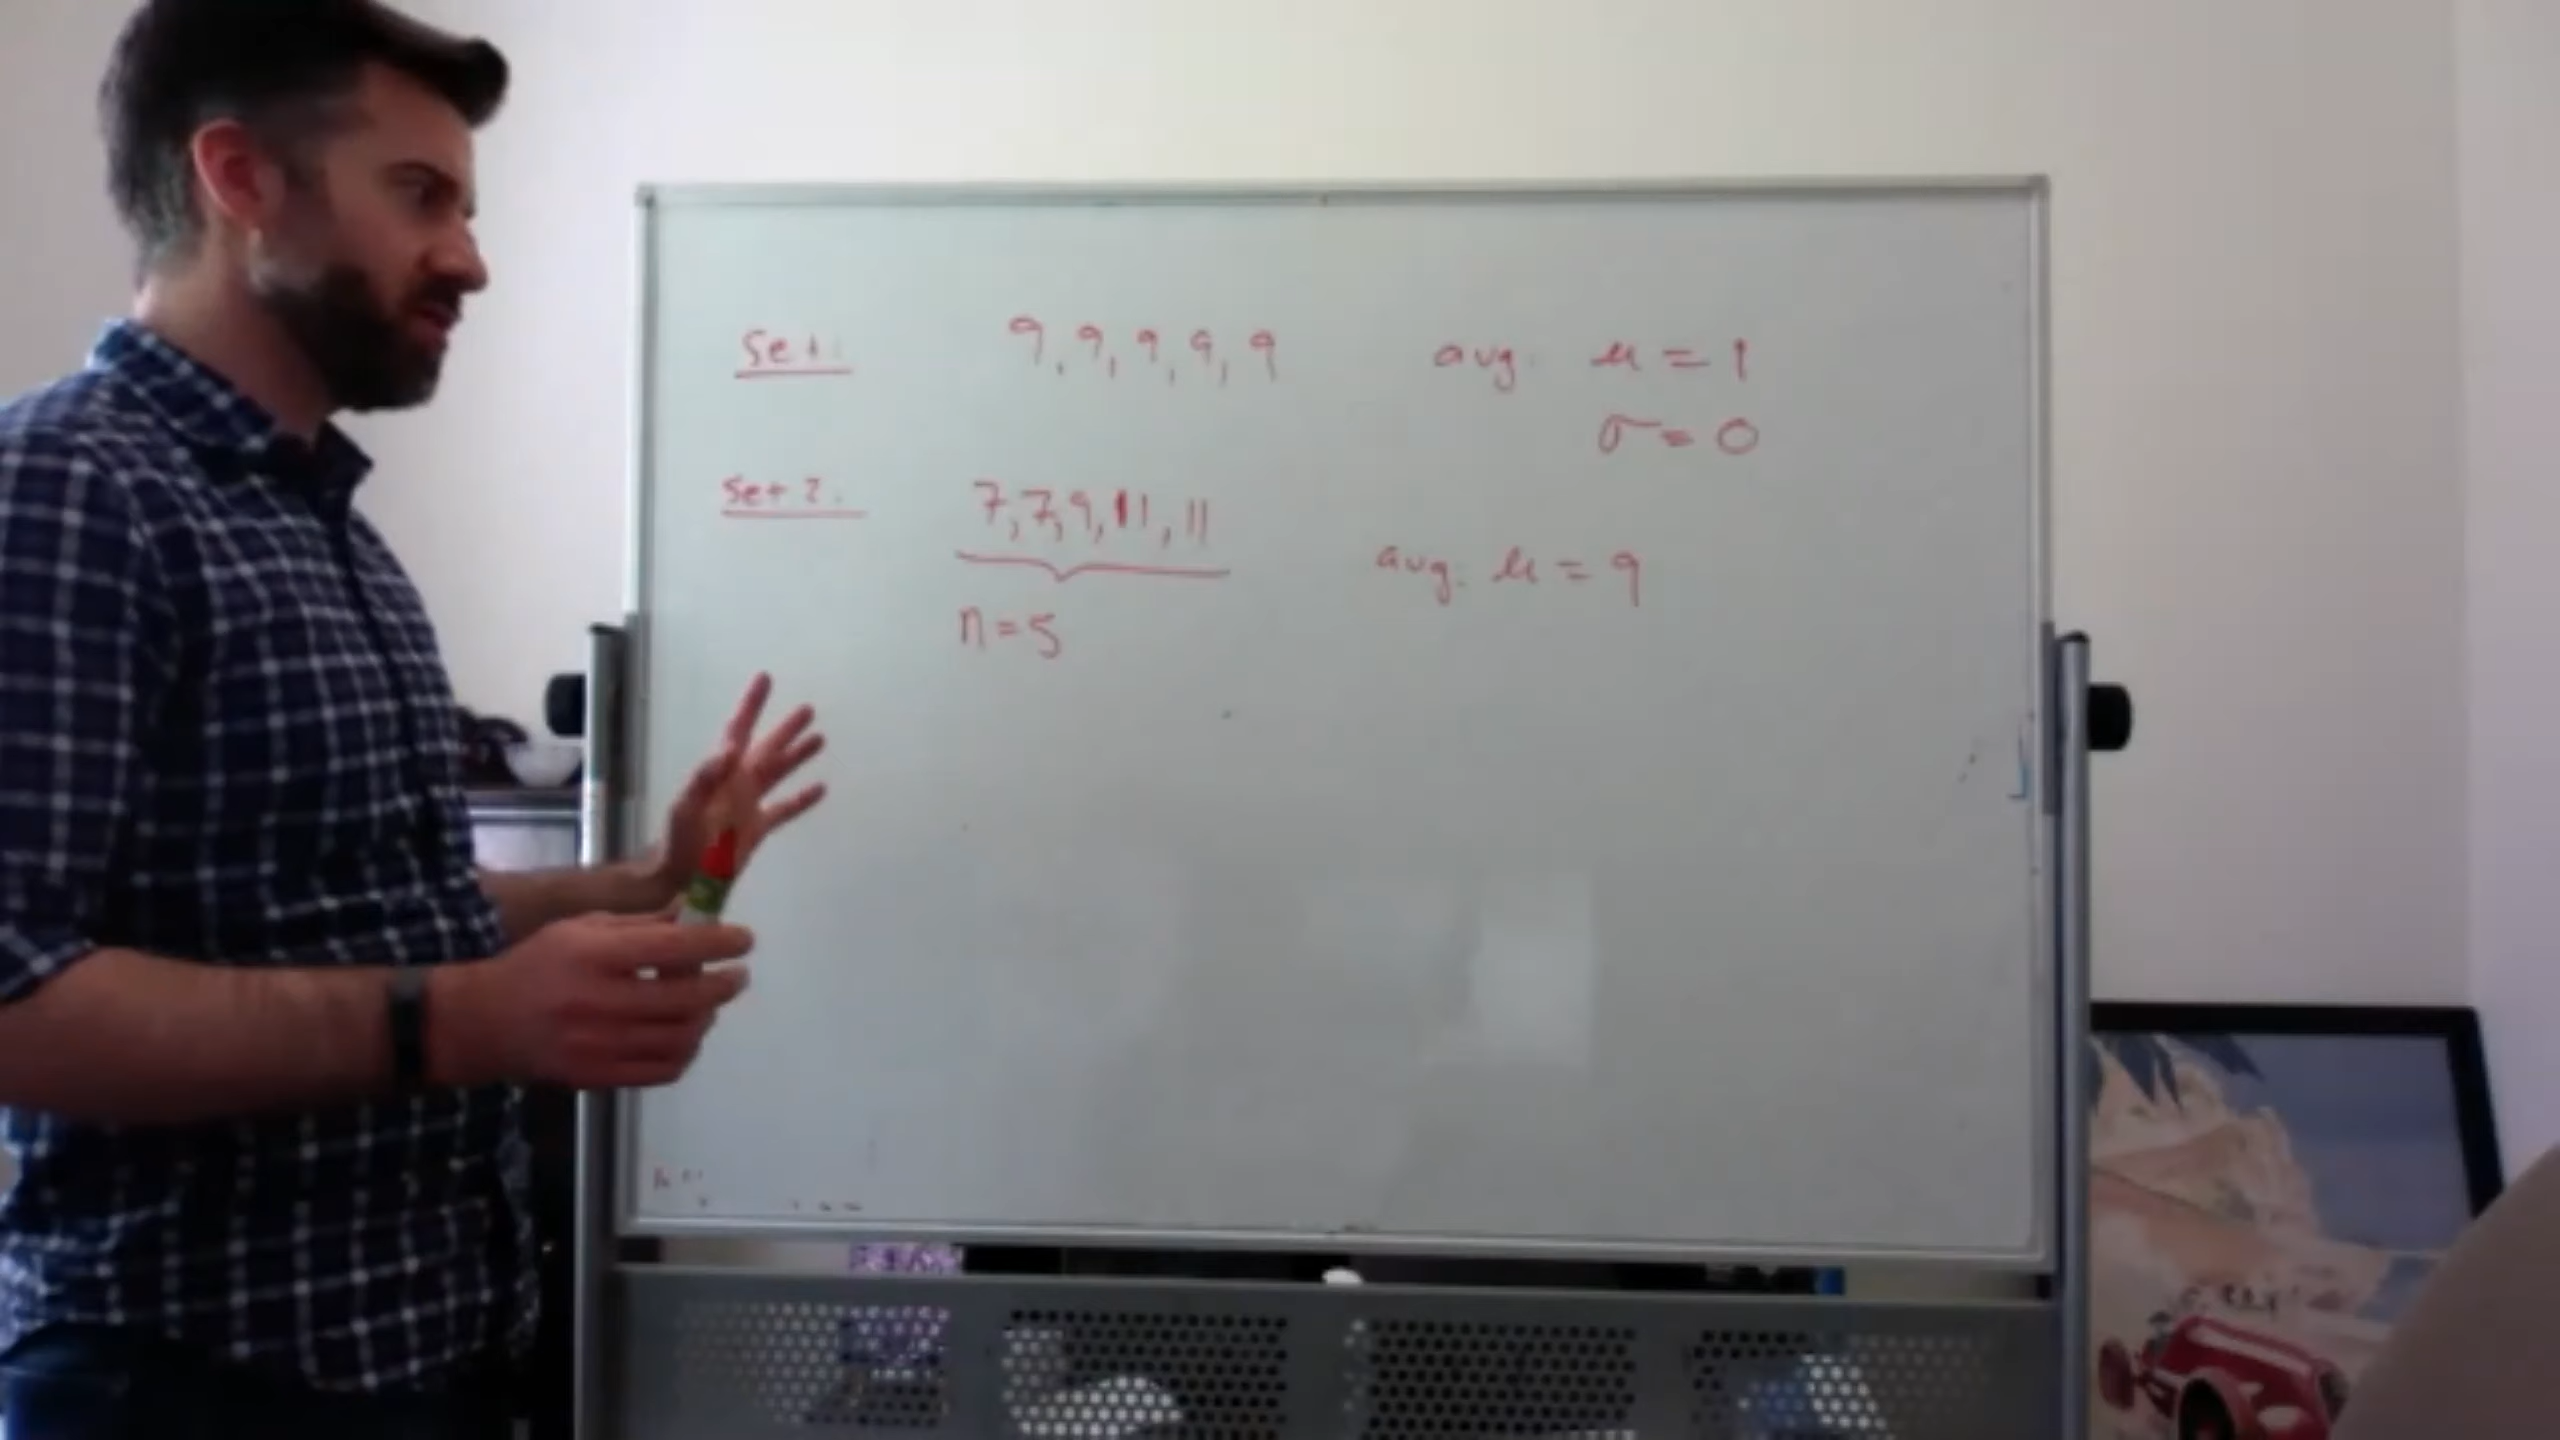 Set 1: 9, 9, 9, 9, 9 avg. μ = 1
σ = 0
Set 2: 7, 7, 9, 11, 11
avg. μ = 9
n = 5